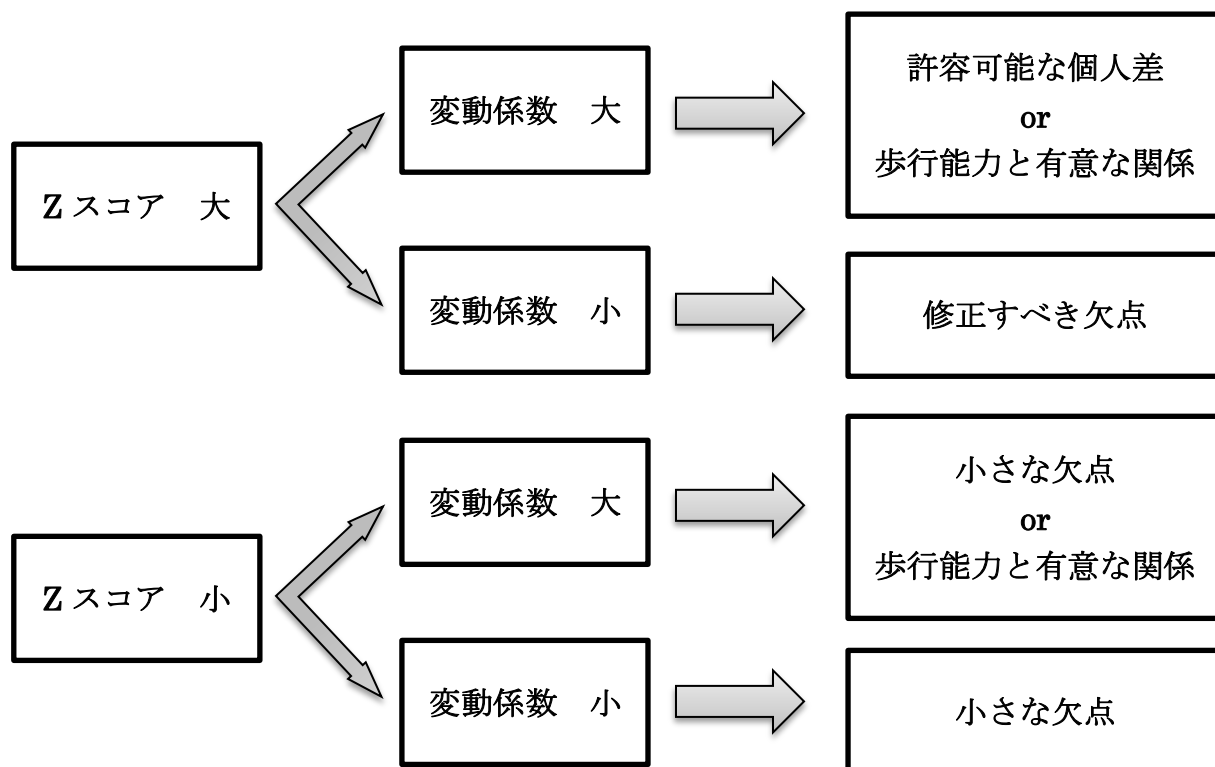 Z スコア　大
変動係数　大
許容可能な個人差
or
歩行能力と有意な関係
変動係数　小
修正すべき欠点
Z スコア　小
変動係数　大
小さな欠点
or
歩行能力と有意な関係
変動係数　小
小さな欠点